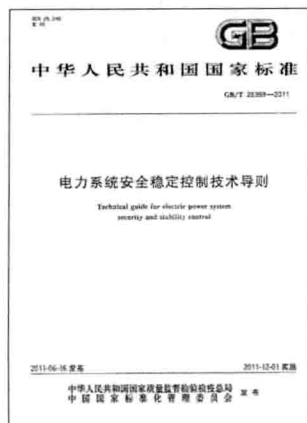 GB
中华人民共和国国家标准
GB/T 26399—2011
电力系统安全稳定控制技术导则
Technical guide for electric power system
security and stability control
2011-06-16 发布
2011-12-01 实施
中华人民共和国国家质量监督检验检疫总局
中国国家标准化管理委员会
发布